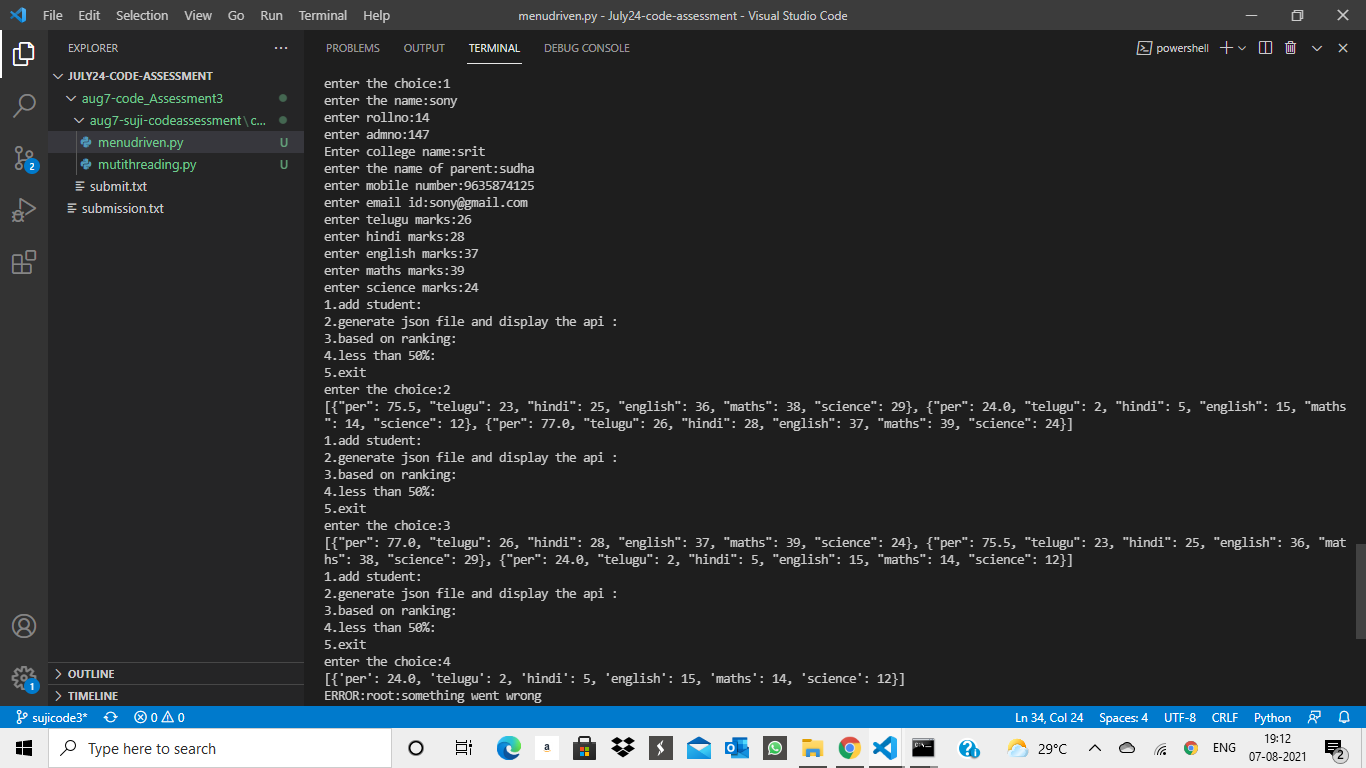 File Edit Selection View Go Run Terminal Help
menudriven.py - July24-code-assessment - Visual Studio Code
EXPLORER
JULY24-CODE-ASSESSMENT
aug7-code_Assessment3
aug7-suji-codeassessment\c...
menudriven.py U
mutithreading.py U
submit.txt
submission.txt
OUTLINE
TIMELINE
2
1
PROBLEMS OUTPUT TERMINAL DEBUG CONSOLE
powershell
enter the choice:1
enter the name:sony
enter rollno:14
enter admno:147
Enter college name:srit
enter the name of parent:sudha
enter mobile number:9635874125
enter email id:sony@gmail.com
enter telugu marks:26
enter hindi marks:28
enter english marks:37
enter maths marks:39
enter science marks:24
1.add student:
2.generate json file and display the api :
3.based on ranking:
4.less than 50%:
5.exit
enter the choice:2
[{"per": 75.5, "telugu": 23, "hindi": 25, "english": 36, "maths": 38, "science": 29}, {"per": 24.0, "telugu": 2, "hindi": 5, "english": 15, "maths
": 14, "science": 12}, {"per": 77.0, "telugu": 26, "hindi": 28, "english": 37, "maths": 39, "science": 24}]
1.add student:
2.generate json file and display the api :
3.based on ranking:
4.less than 50%:
5.exit
enter the choice:3
[{"per": 77.0, "telugu": 26, "hindi": 28, "english": 37, "maths": 39, "science": 24}, {"per": 75.5, "telugu": 23, "hindi": 25, "english": 36, "mat
hs": 38, "science": 29}, {"per": 24.0, "telugu": 2, "hindi": 5, "english": 15, "maths": 14, "science": 12}]
1.add student:
2.generate json file and display the api :
3.based on ranking:
4.less than 50%:
5.exit
enter the choice:4
[{'per': 24.0, 'telugu': 2, 'hindi': 5, 'english': 15, 'maths': 14, 'science': 12}]
ERROR:root:something went wrong
sujicode3* 0 0 Ln 34, Col 24 Spaces: 4 UTF-8 CRLF Python
Type here to search
a
29°C
ENG
19:12
07-08-2021
2